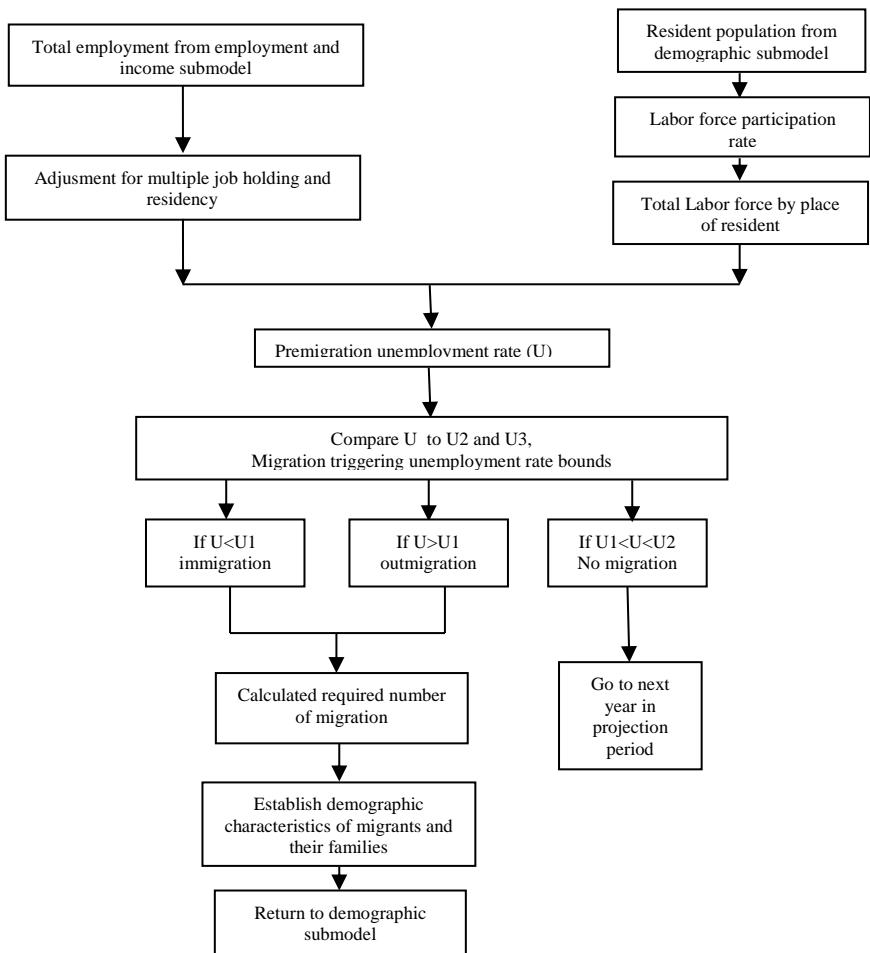 Total employment from employment and
income submodel
Resident population from
demographic submodel
Labor force participation
rate
Adjusment for multiple job holding and
residency
Total Labor force by place
of resident
Premigration unemployment rate (U)
Compare U to U2 and U3,
Migration triggering unemployment rate bounds
If U<U1
immigration
If U>U1
outmigration
If U1<U<U2
No migration
Calculated required number
of migration
Go to next
year in
projection
period
Establish demographic
characteristics of migrants and
their families
Return to demographic
submodel